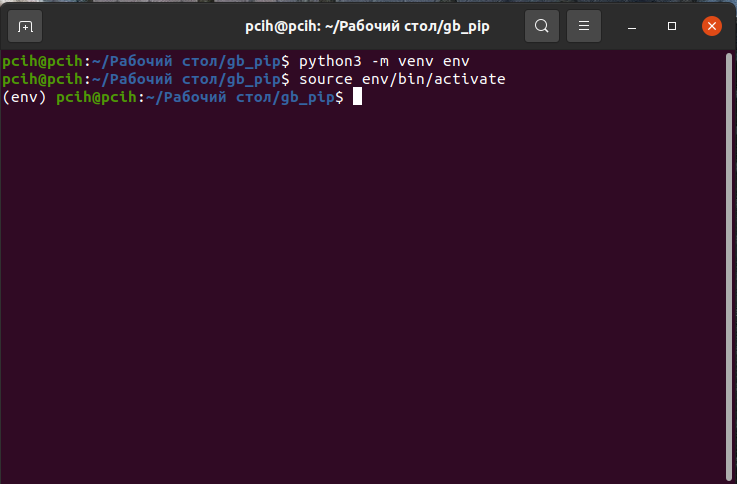 pcih@pcih: ~/Рабочий стол/gb_pip
pcih@pcih:~/Рабочий стол/gb_pip$ python3 -m venv env
pcih@pcih:~/Рабочий стол/gb_pip$ source env/bin/activate
(env) pcih@pcih:~/Рабочий стол/gb_pip$